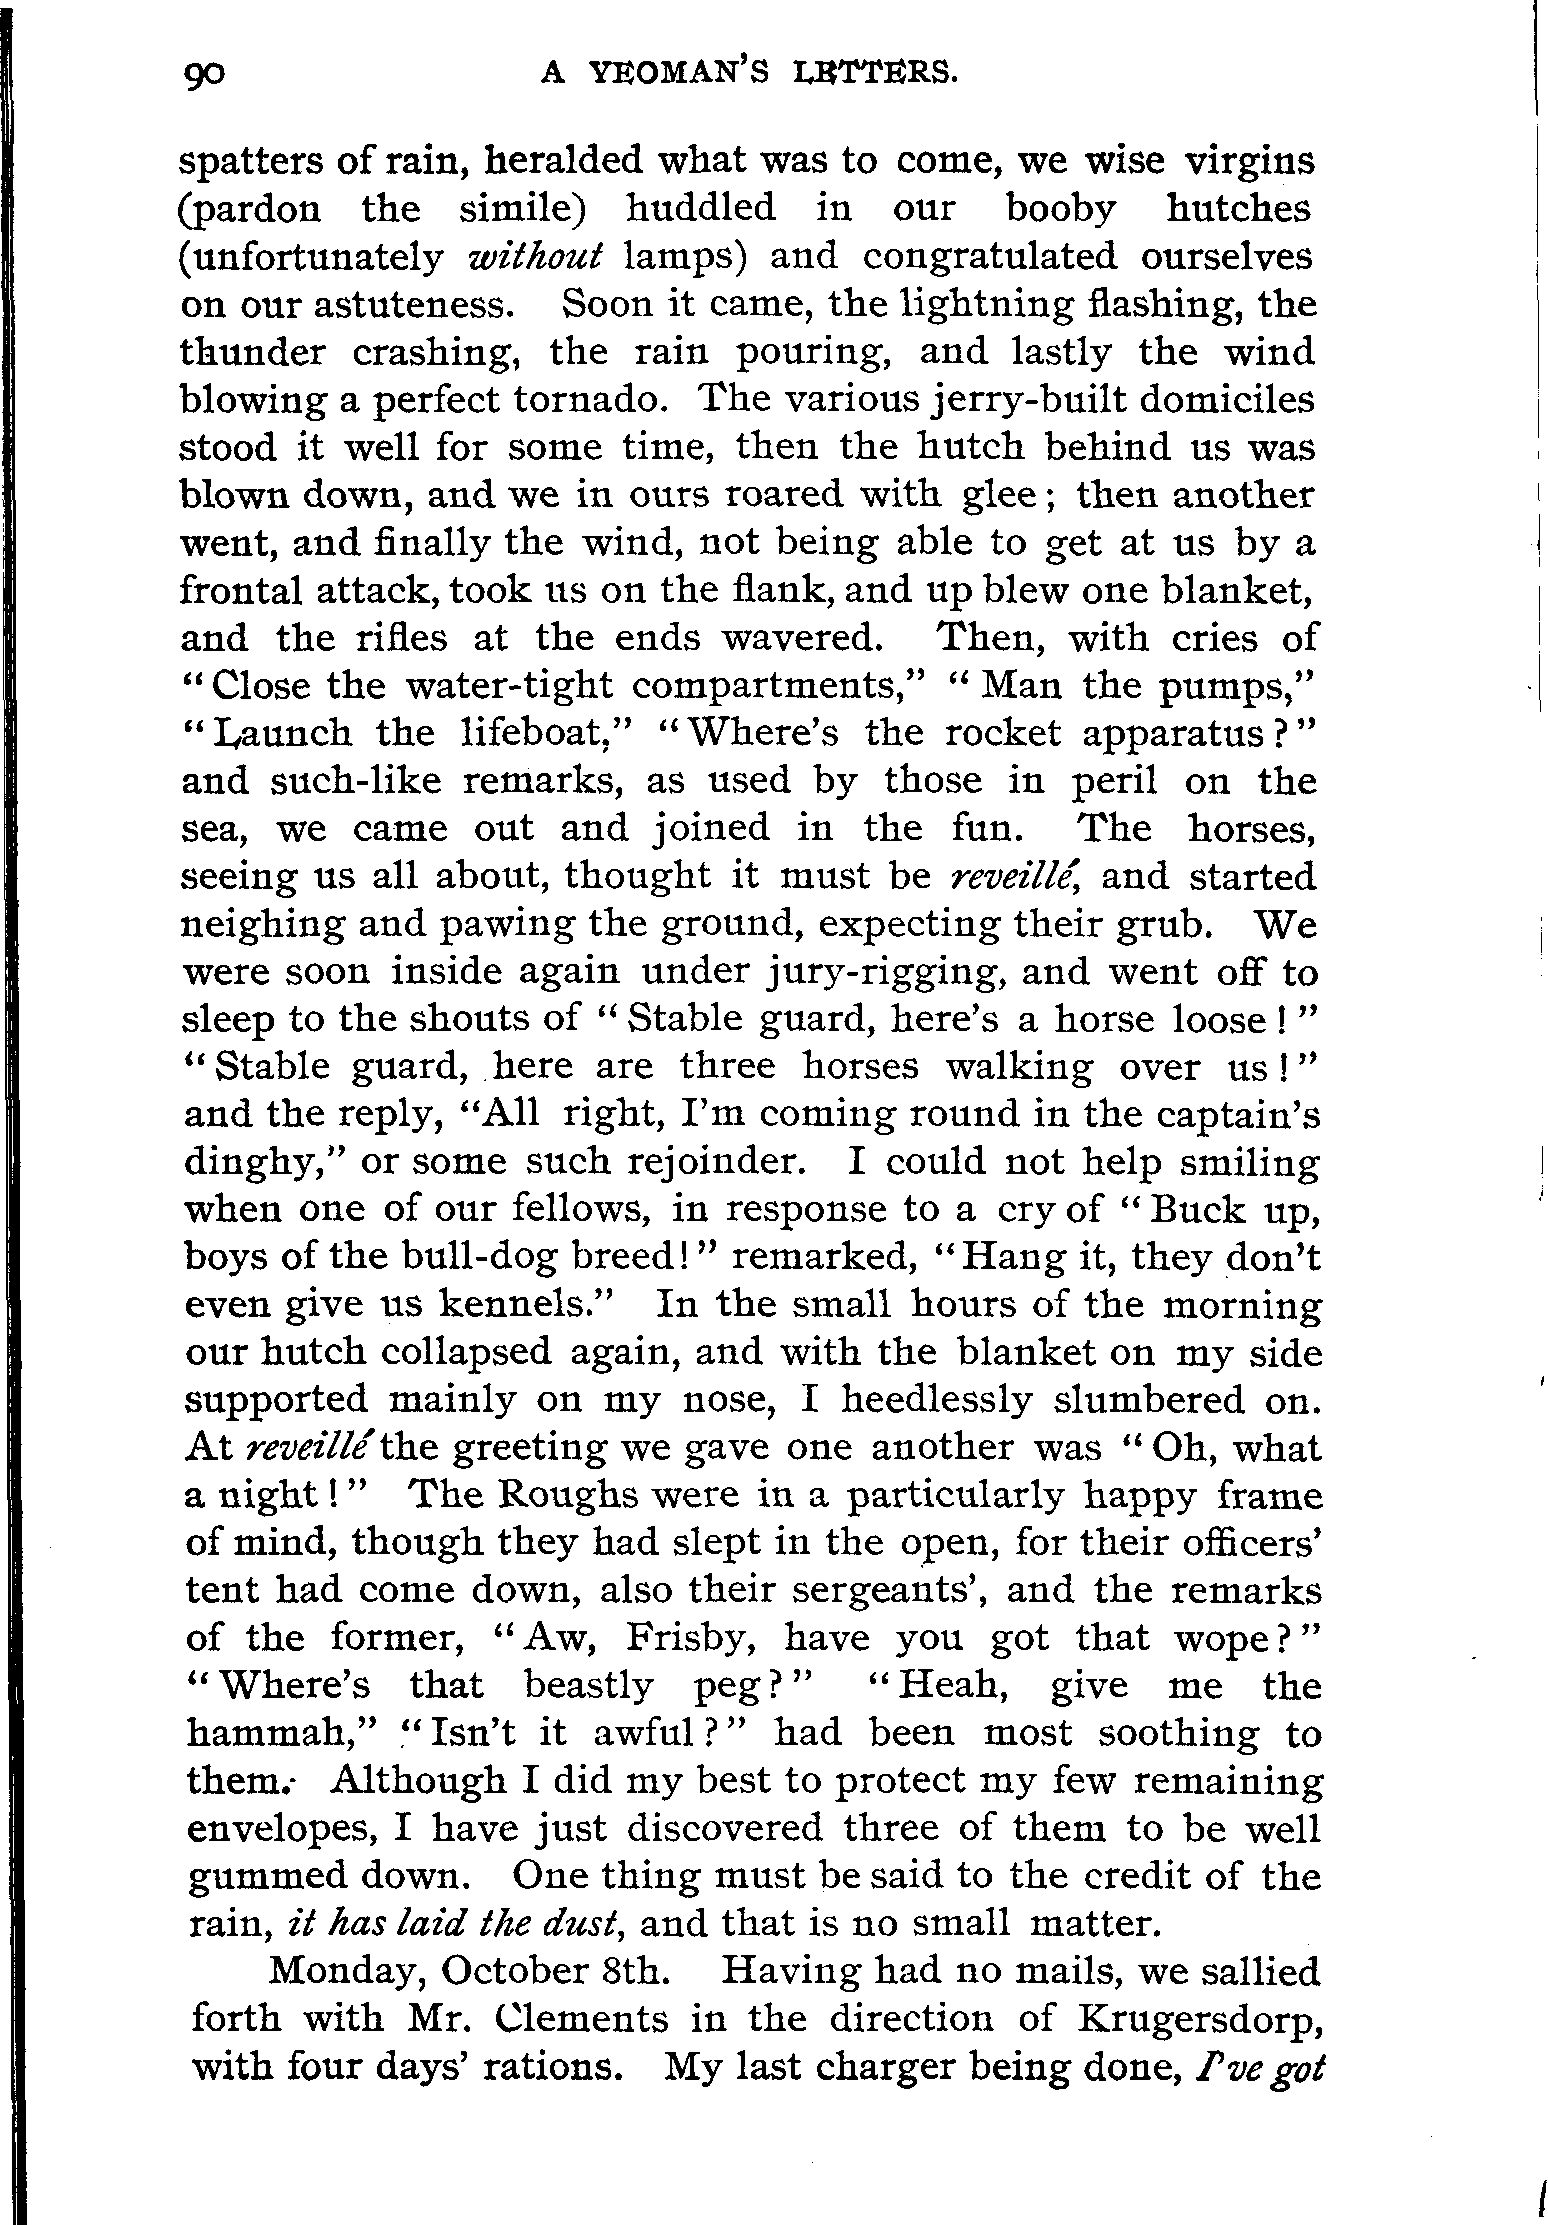 90 A YEOMAN'S LETTERS.
spatters of rain, heralded what was to come, we wise virgins
(pardon the simile) huddled in our booby hutches
(unfortunately without lamps) and congratulated ourselves
on our astuteness. Soon it came, the lightning flashing, the
thunder crashing, the rain pouring, and lastly the wind
blowing a perfect tornado. The various jerry-built domiciles
stood it well for some time, then the hutch behind us was
blown down, and we in ours roared with glee; then another
went, and finally the wind, not being able to get at us by a
frontal attack, took us on the flank, and up blew one blanket,
and the rifles at the ends wavered. Then, with cries of
"Close the water-tight compartments," "Man the pumps,"
"Launch the lifeboat," "Where's the rocket apparatus?"
and such-like remarks, as used by those in peril on the
sea, we came out and joined in the fun. The horses,
seeing us all about, thought it must be reveillé, and started
neighing and pawing the ground, expecting their grub. We
were soon inside again under jury-rigging, and went off to
sleep to the shouts of "Stable guard, here's a horse loose!"
"Stable guard, here are three horses walking over us!"
and the reply, "All right, I'm coming round in the captain's
dinghy," or some such rejoinder. I could not help smiling
when one of our fellows, in response to a cry of "Buck up,
boys of the bull-dog breed!" remarked, "Hang it, they don't
even give us kennels." In the small hours of the morning
our hutch collapsed again, and with the blanket on my side
supported mainly on my nose, I heedlessly slumbered on.
At reveillé the greeting we gave one another was "Oh, what
a night!" The Roughs were in a particularly happy frame
of mind, though they had slept in the open, for their officers'
tent had come down, also their sergeants', and the remarks
of the former, "Aw, Frisby, have you got that wope?"
"Where's that beastly peg?" "Heah, give me the
hammah," "Isn't it awful?" had been most soothing to
them. Although I did my best to protect my few remaining
envelopes, I have just discovered three of them to be well
gummed down. One thing must be said to the credit of the
rain, it has laid the dust, and that is no small matter.
Monday, October 8th. Having had no mails, we sallied
forth with Mr. Clements in the direction of Krugersdorp,
with four days' rations. My last charger being done, I've got